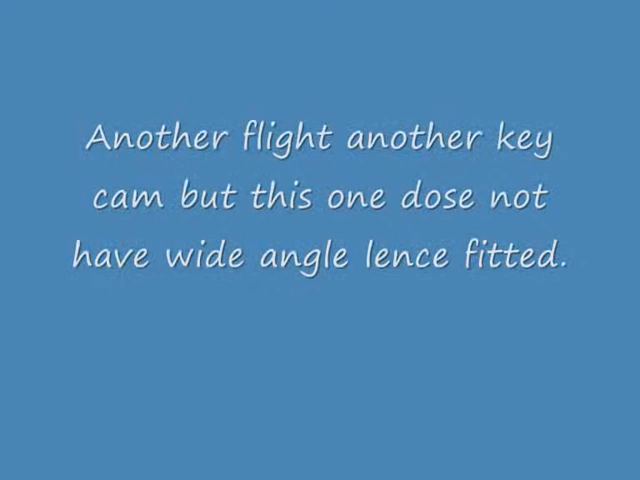 Another flight another key
cam but this one dose not
have wide angle lence fitted.